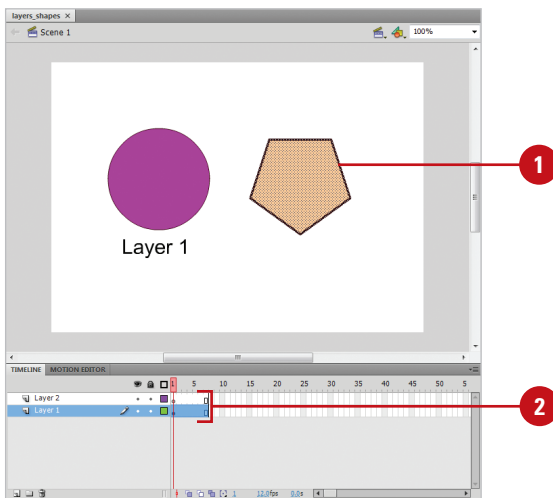 layers_shapes ×
Scene 1 100%
1
Layer 1
TIMELINE MOTION EDITOR
1 5 10 15 20 25 30 35 40 45 50 5
Layer 2
Layer 1
2
1 12.0fps 0.0s